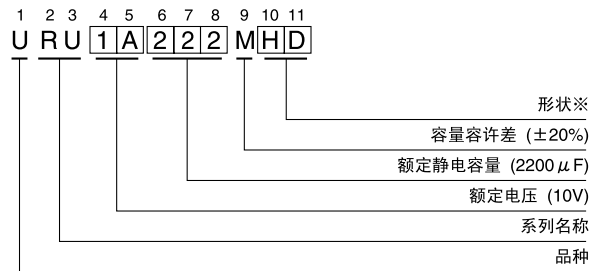 1 2 3 4 5 6 7 8 9 10 11
U R U 1 A 2 2 2 M H D
形状※
容量容许差 (±20%)
额定静电容量 (2200μF)
额定电压 (10V)
系列名称
品种